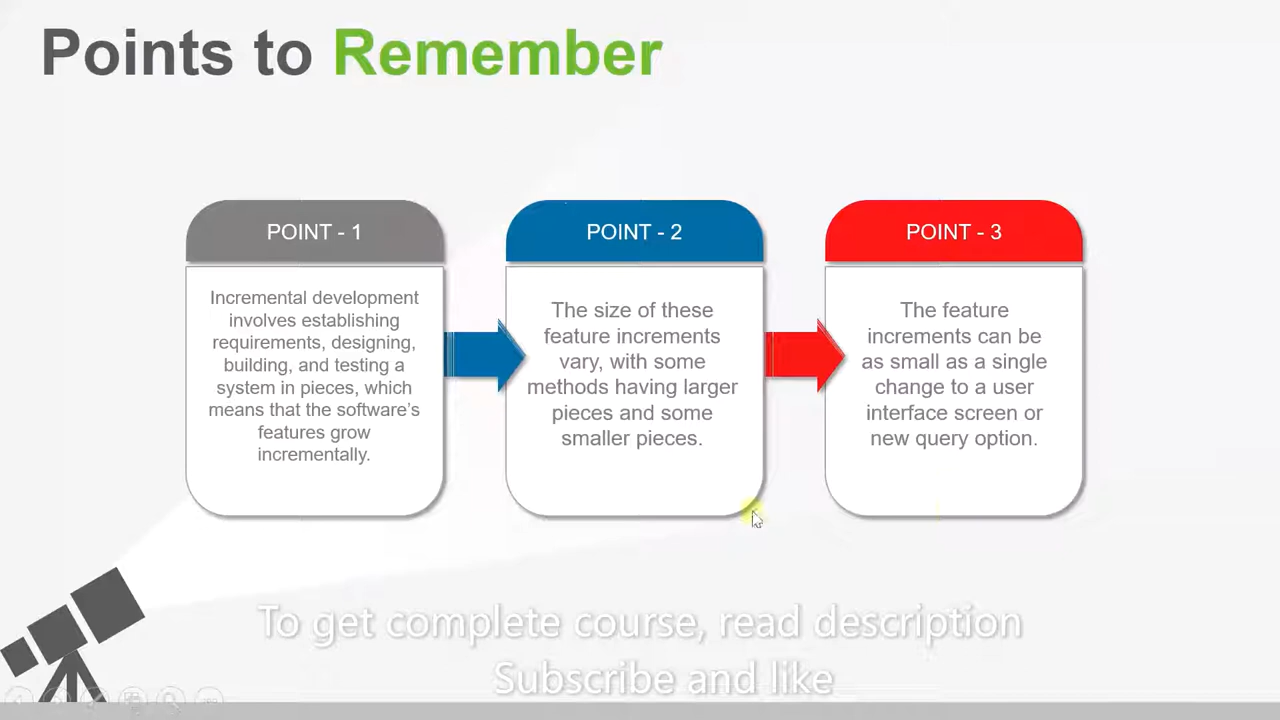 Points to Remember
POINT - 1
Incremental development
involves establishing
requirements, designing,
building, and testing a
system in pieces, which
means that the software's
features grow
incrementally.
POINT - 2
The size of these
feature increments
vary, with some
methods having larger
pieces and some
smaller pieces.
POINT - 3
The feature
increments can be
as small as a single
change to a user
interface screen or
new query option.
To get complete course, read description
Subscribe and like